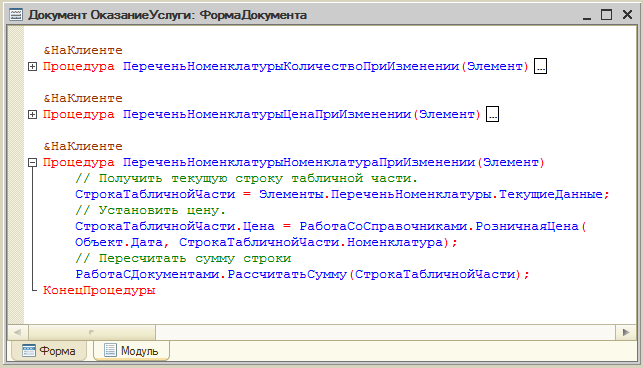 Документ ОказаниеУслуги: ФормаДокумента
&НаКлиенте
Процедура ПереченьНоменклатурыКоличествоПриИзменении(Элемент) ...
&НаКлиенте
Процедура ПереченьНоменклатурыЦенаПриИзменении(Элемент) ...
&НаКлиенте
Процедура ПереченьНоменклатурыНоменклатураПриИзменении(Элемент)
// Получить текущую строку табличной части.
СтрокаТабличнойЧасти = Элементы.ПереченьНоменклатуры.ТекущиеДанные;
// Установить цену.
СтрокаТабличнойЧасти.Цена = РаботаСоСправочниками.РозничнаяЦена(
Объект.Дата, СтрокаТабличнойЧасти.Номенклатура);
// Пересчитать сумму строки
РаботаСДокументами.РассчитатьСумму(СтрокаТабличнойЧасти);
КонецПроцедуры
Форма Модуль